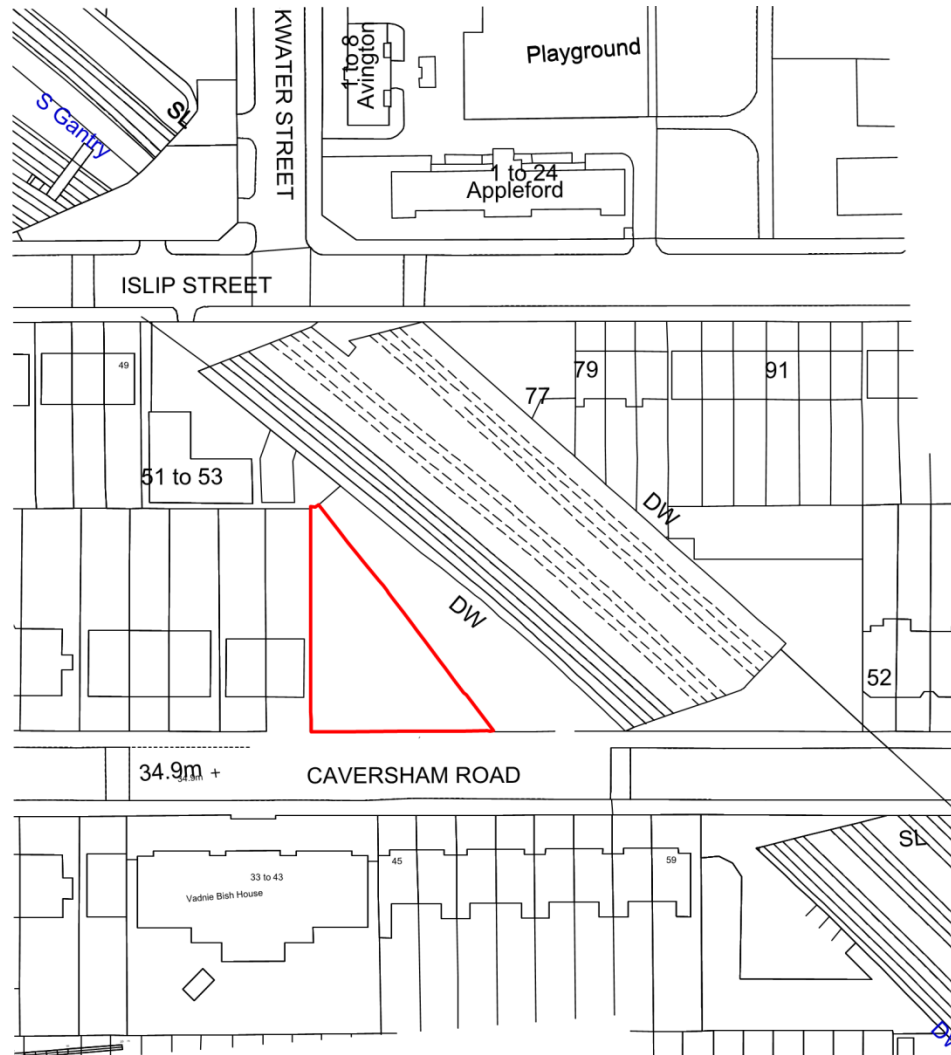 KWATER STREET
1 to 8
Avington
Playground
S Gantry
SL
1 to 24
Appleford
ISLIP STREET
49
79
91
77
51 to 53
DW
DW
52
34.9m +
34.9m
CAVERSHAM ROAD
SL
45
59
33 to 43
Vadnie Bish House